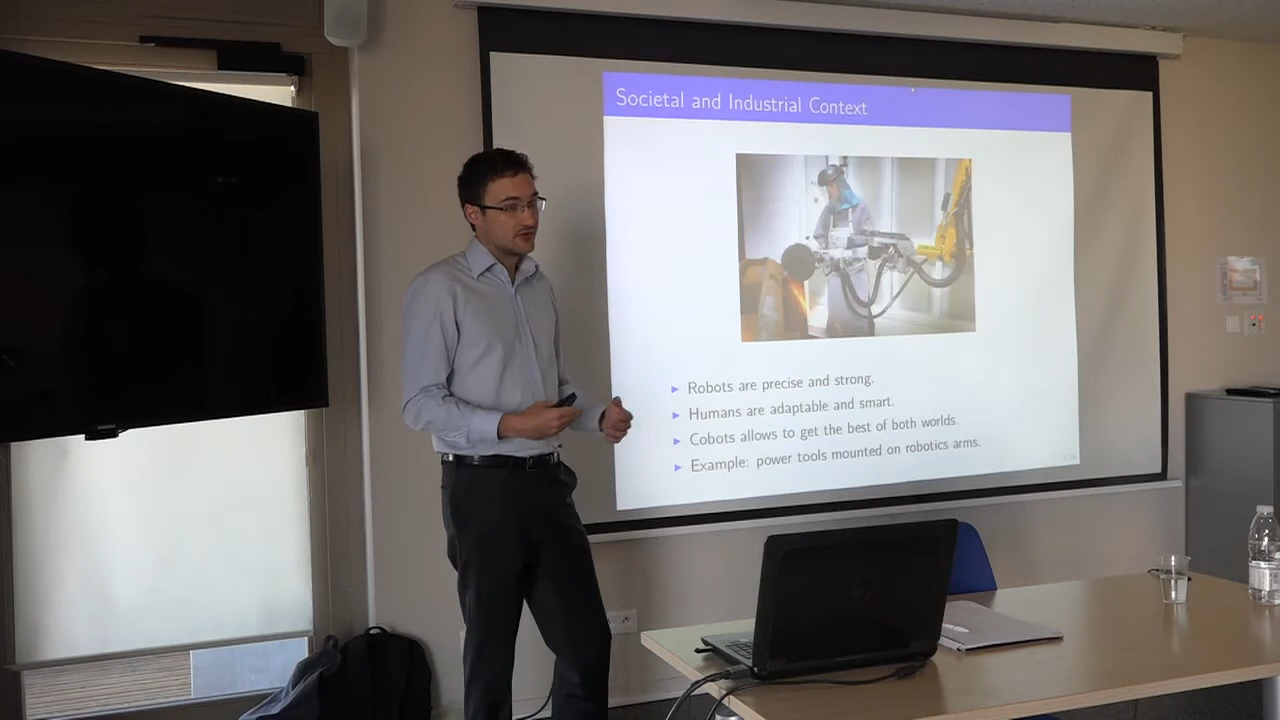 Societal and Industrial Context
Robots are precise and strong.
Humans are adaptable and smart.
Cobots allows to get the best of both worlds.
Example: power tools mounted on robotics arms.